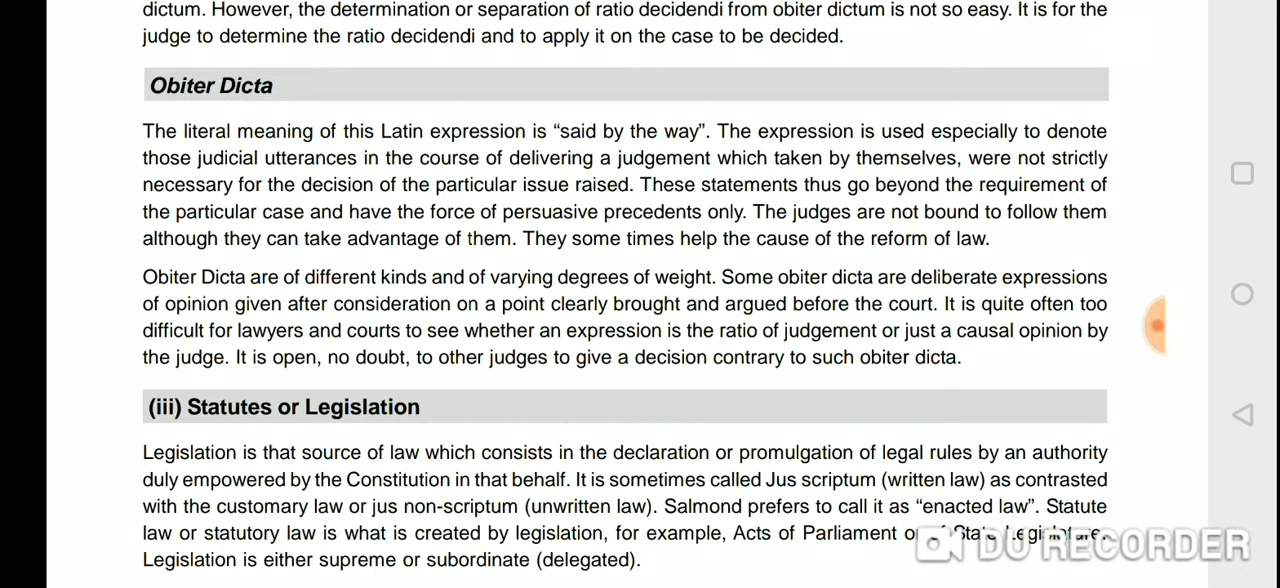 dictum. However, the determination or separation of ratio decidendi from obiter dictum is not so easy. It is for the
judge to determine the ratio decidendi and to apply it on the case to be decided.
Obiter Dicta
The literal meaning of this Latin expression is “said by the way”. The expression is used especially to denote
those judicial utterances in the course of delivering a judgement which taken by themselves, were not strictly
necessary for the decision of the particular issue raised. These statements thus go beyond the requirement of
the particular case and have the force of persuasive precedents only. The judges are not bound to follow them
although they can take advantage of them. They some times help the cause of the reform of law.
Obiter Dicta are of different kinds and of varying degrees of weight. Some obiter dicta are deliberate expressions
of opinion given after consideration on a point clearly brought and argued before the court. It is quite often too
difficult for lawyers and courts to see whether an expression is the ratio of judgement or just a causal opinion by
the judge. It is open, no doubt, to other judges to give a decision contrary to such obiter dicta.
(iii) Statutes or Legislation
Legislation is that source of law which consists in the declaration or promulgation of legal rules by an authority
duly empowered by the Constitution in that behalf. It is sometimes called Jus scriptum (written law) as contrasted
with the customary law or jus non-scriptum (unwritten law). Salmond prefers to call it as “enacted law”. Statute
law or statutory law is what is created by legislation, for example, Acts of Parliament or of State Legislature.
Legislation is either supreme or subordinate (delegated).
DU RECORDER